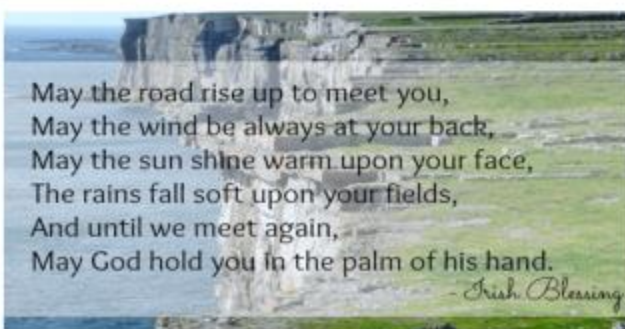 May the road rise up to meet you,
May the wind be always at your back,
May the sun shine warm upon your face,
The rains fall soft upon your fields,
And until we meet again,
May God hold you in the palm of his hand.
- Irish Blessing